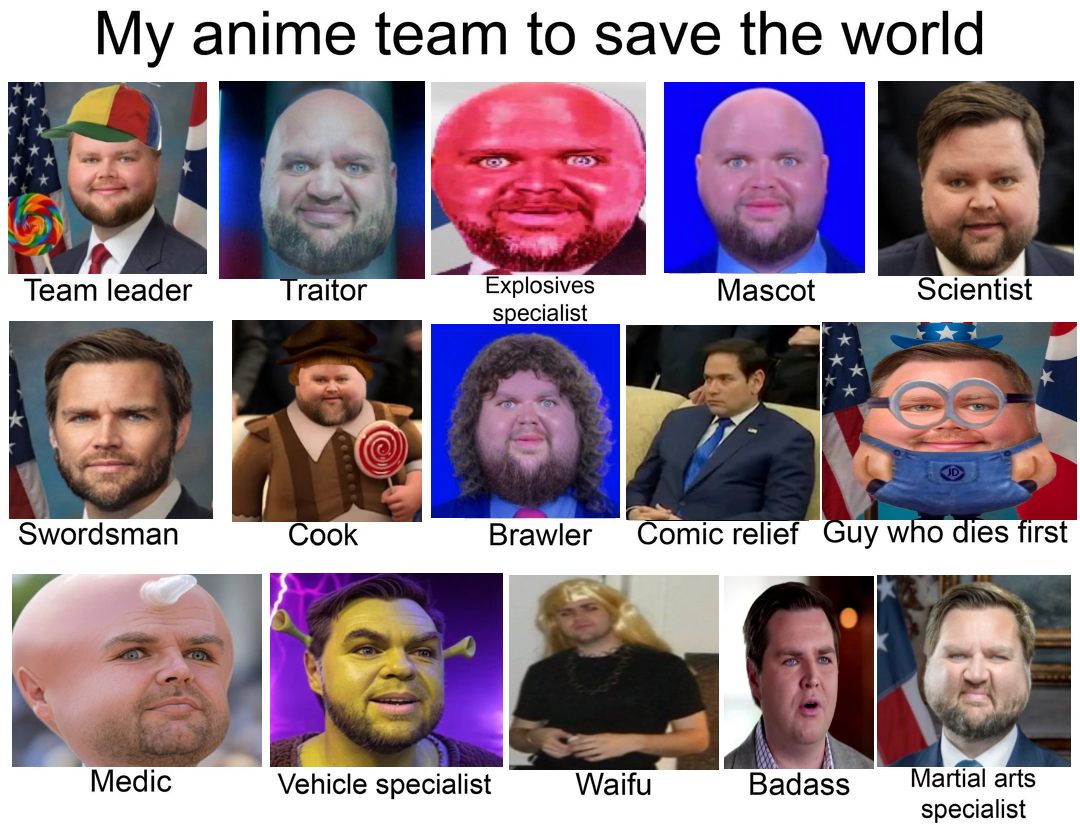 My anime team to save the world
Team leader
Traitor
Explosives
specialist
Mascot
Scientist
Swordsman
Cook
Brawler
Comic relief
JD
Guy who dies first
Medic
Vehicle specialist
Waifu
Badass
Martial arts
specialist